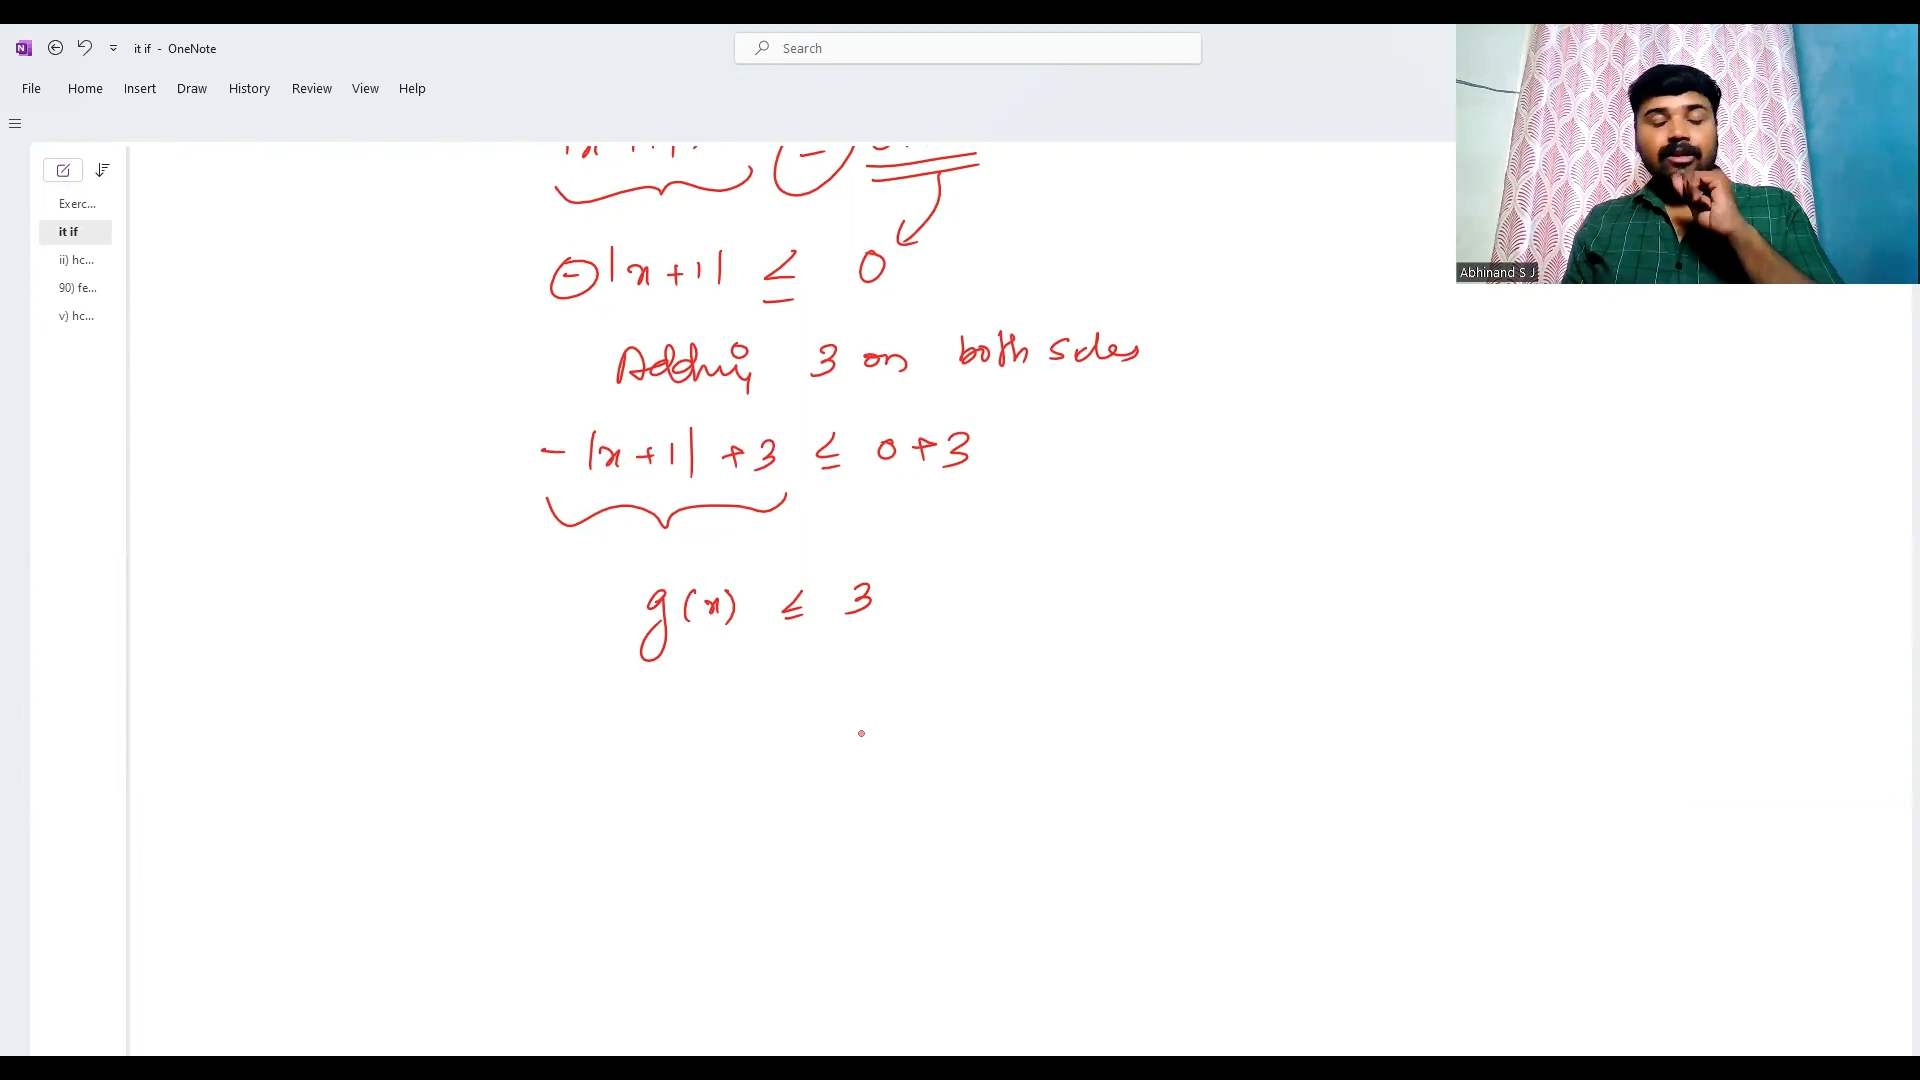 it if - OneNote
Search
File Home Insert Draw History Review View Help
Exerc...
it if
ii) hc...
90) fe...
v) hc...
Abhinand S J
- |x+1| ≤ 0
Adding 3 on both sides
- |x+1| +3 ≤ 0+3
g(x) ≤ 3